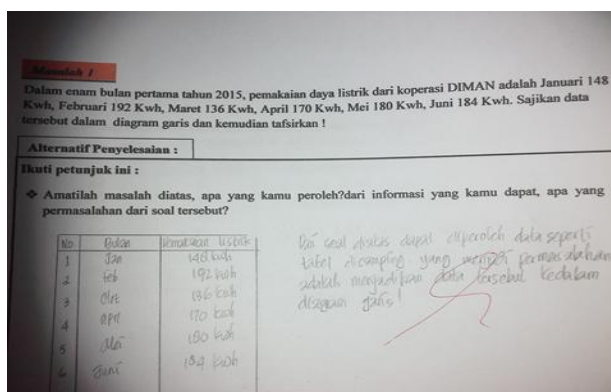 Masalah 1
Dalam enam bulan pertama tahun 2015, pemakaian daya listrik dari koperasi DIMAN adalah Januari 148
Kwh, Februari 192 Kwh, Maret 136 Kwh, April 170 Kwh, Mei 180 Kwh, Juni 184 Kwh. Sajikan data
tersebut dalam diagram garis dan kemudian tafsirkan !
Alternatif Penyelesaian :
Ikuti petunjuk ini :
❖ Amatilah masalah diatas, apa yang kamu peroleh?dari informasi yang kamu dapat, apa yang
permasalahan dari soal tersebut?
No Bulan Pemakaian listrik
1 Jan 148 kwh
2 feb 192 kwh
3 Mrt 136 kwh
4 Apr 170 kwh
5 Mei 180 kwh
6 Juni 184 kwh
Dari soal diatas dapat diperoleh data seperti
tabel disamping yang menjadi permasalahan
adalah menjadikan data tersebut kedalam
diagram garis!